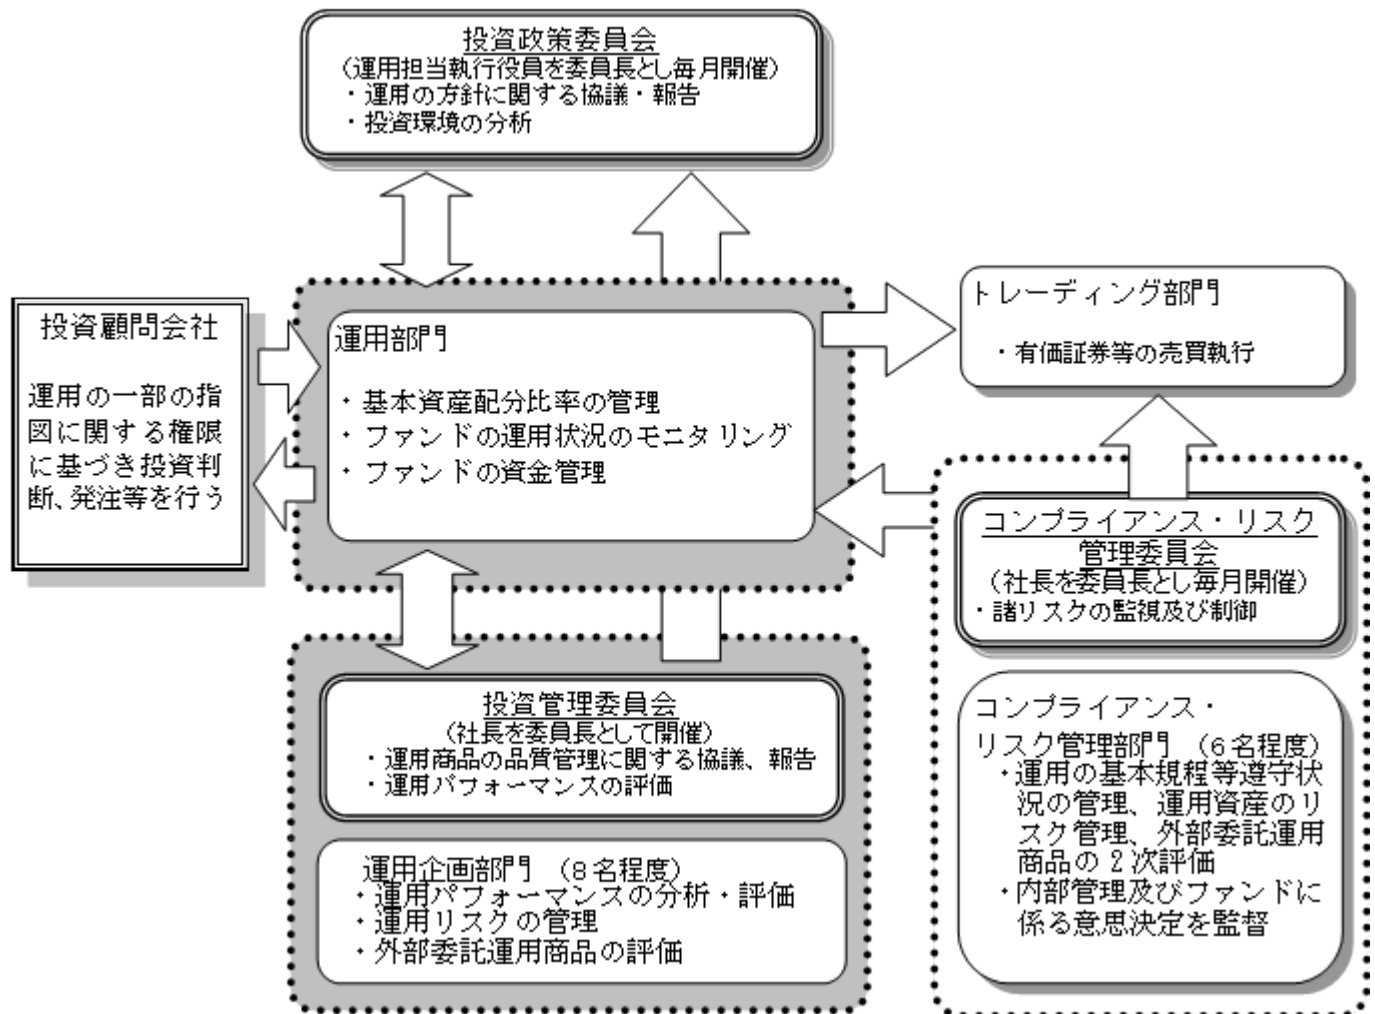 投資政策委員会
（運用担当執行役員を委員長とし毎月開催）
・運用の方針に関する協議・報告
・投資環境の分析
投資顧問会社
運用の一部の指
図に関する権限
に基づき投資判
断、発注等を行う
運用部門
・基本資産配分比率の管理
・ファンドの運用状況のモニタリング
・ファンドの資金管理
トレーディング部門
・有価証券等の売買執行
コンプライアンス・リスク
管理委員会
（社長を委員長とし毎月開催）
・諸リスクの監視及び制御
投資管理委員会
（社長を委員長として開催）
・運用商品の品質管理に関する協議、報告
・運用パフォーマンスの評価
運用企画部門 （8名程度）
・運用パフォーマンスの分析・評価
・運用リスクの管理
・外部委託運用商品の評価
コンプライアンス・
リスク管理部門 （6名程度）
・運用の基本規程等遵守状
況の管理、運用資産のリ
スク管理、外部委託運用
商品の2次評価
・内部管理及びファンドに
係る意思決定を監督